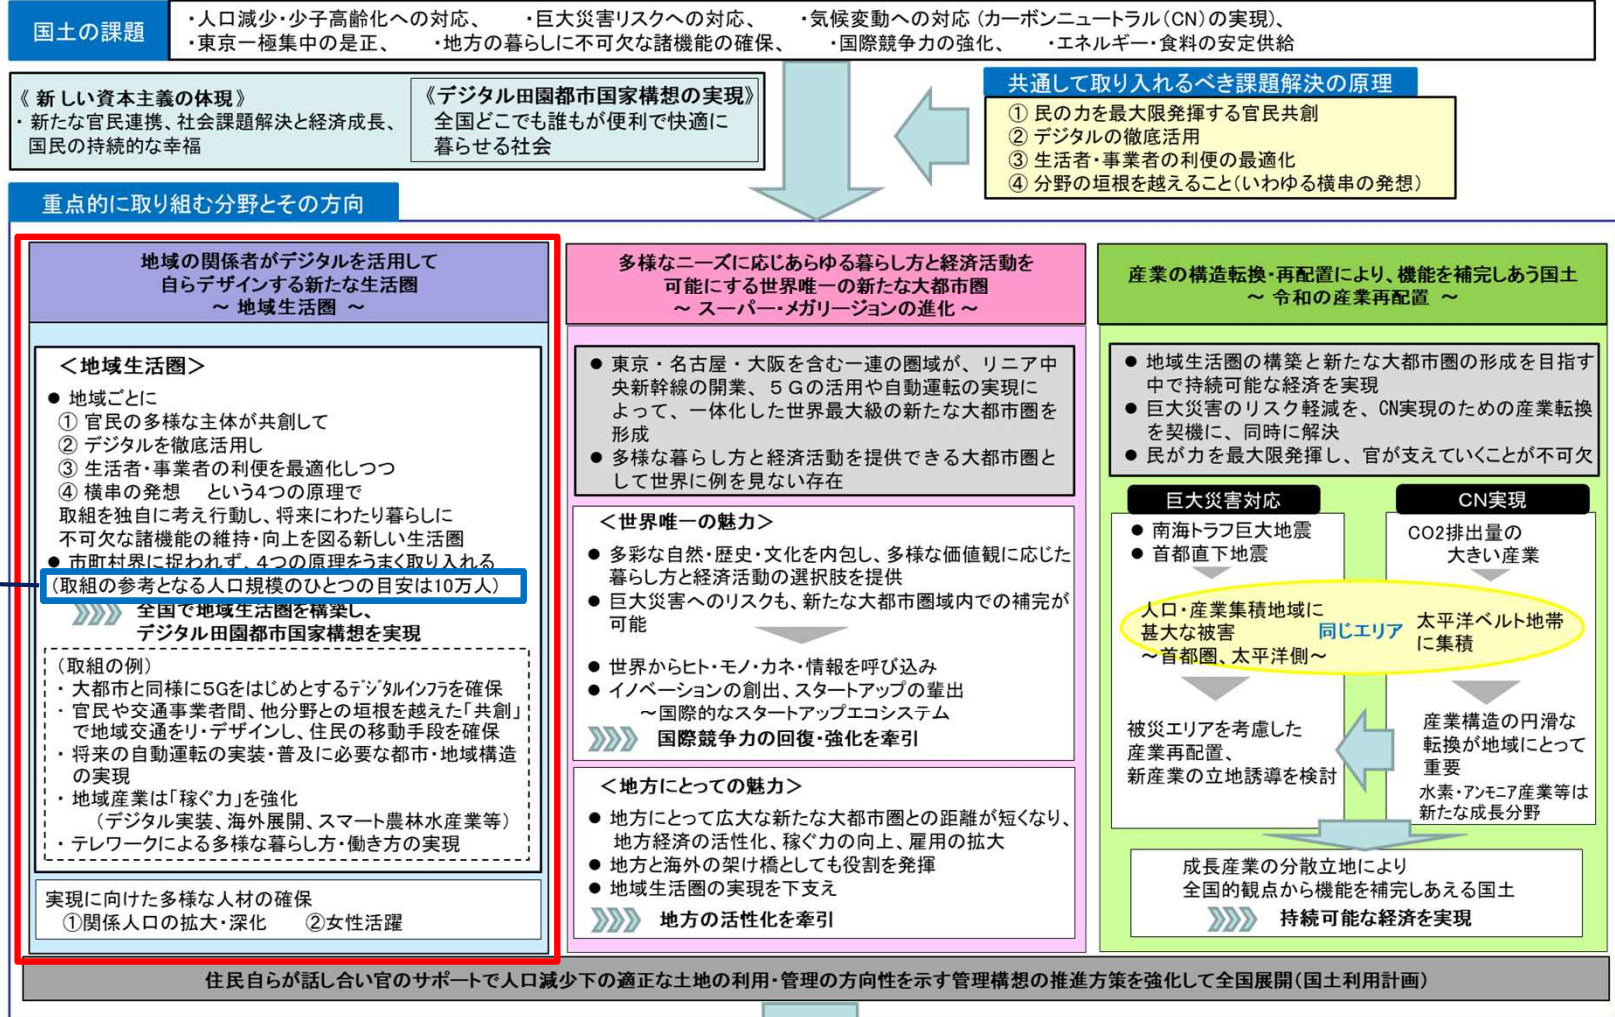 国土の課題
・人口減少・少子高齢化への対応、　・巨大災害リスクへの対応、　・気候変動への対応（カーボンニュートラル（CN）の実現）、
・東京一極集中の是正、　・地方の暮らしに不可欠な諸機能の確保、　・国際競争力の強化、　・エネルギー・食料の安定供給
《 新しい資本主義の体現》
・新たな官民連携、社会課題解決と経済成長、
国民の持続的な幸福
《デジタル田園都市国家構想の実現》
全国どこでも誰もが便利で快適に
暮らせる社会
共通して取り入れるべき課題解決の原理
① 民の力を最大限発揮する官民共創
② デジタルの徹底活用
③ 生活者・事業者の利便の最適化
④ 分野の垣根を越えること（いわゆる横串の発想）
重点的に取り組む分野とその方向
地域の関係者がデジタルを活用して
自らデザインする新たな生活圏
～ 地域生活圏 ～
＜地域生活圏＞
● 地域ごとに
① 官民の多様な主体が共創して
② デジタルを徹底活用し
③ 生活者・事業者の利便を最適化しつつ
④ 横串の発想　という4つの原理で
取組を独自に考え行動し、将来にわたり暮らしに
不可欠な諸機能の維持・向上を図る新しい生活圏
● 市町村界に捉われず、4つの原理をうまく取り入れる
（取組の参考となる人口規模のひとつの目安は10万人）
全国で地域生活圏を構築し、
デジタル田園都市国家構想を実現
（取組の例）
・大都市と同様に5Gをはじめとするデジタルインフラを確保
・官民や交通事業者間、他分野との垣根を越えた「共創」
で地域交通をリ・デザインし、住民の移動手段を確保
・将来の自動運転の実装・普及に必要な都市・地域構造
の実現
・地域産業は「稼ぐ力」を強化
（デジタル実装、海外展開、スマート農林水産業等）
・テレワークによる多様な暮らし方・働き方の実現
実現に向けた多様な人材の確保
①関係人口の拡大・深化　②女性活躍
多様なニーズに応じあらゆる暮らし方と経済活動を
可能にする世界唯一の新たな大都市圏
～ スーパー・メガリージョンの進化 ～
● 東京・名古屋・大阪を含む一連の圏域が、リニア中
央新幹線の開業、５Ｇの活用や自動運転の実現に
よって、一体化した世界最大級の新たな大都市圏を
形成
● 多様な暮らし方と経済活動を提供できる大都市圏と
して世界に例を見ない存在
＜世界唯一の魅力＞
● 多彩な自然・歴史・文化を内包し、多様な価値観に応じた
暮らし方と経済活動の選択肢を提供
● 巨大災害へのリスクも、新たな大都市圏域内での補完が
可能
● 世界からヒト・モノ・カネ・情報を呼び込み
● イノベーションの創出、スタートアップの輩出
～国際的なスタートアップエコシステム
国際競争力の回復・強化を牽引
＜地方にとっての魅力＞
● 地方にとって広大な新たな大都市圏との距離が短くなり、
地方経済の活性化、稼ぐ力の向上、雇用の拡大
● 地方と海外の架け橋としても役割を発揮
● 地域生活圏の実現を下支え
地方の活性化を牽引
産業の構造転換・再配置により、機能を補完しあう国土
～ 令和の産業再配置 ～
● 地域生活圏の構築と新たな大都市圏の形成を目指す
中で持続可能な経済を実現
● 巨大災害のリスク軽減を、CN実現のための産業転換
を契機に、同時に解決
● 民が力を最大限発揮し、官が支えていくことが不可欠
巨大災害対応
● 南海トラフ巨大地震
● 首都直下地震
CN実現
CO2排出量の
大きい産業
人口・産業集積地域に
甚大な被害
～首都圏、太平洋側～
同じエリア
太平洋ベルト地帯
に集積
被災エリアを考慮した
産業再配置、
新産業の立地誘導を検討
産業構造の円滑な
転換が地域にとって
重要
水素・アンモニア産業等は
新たな成長分野
成長産業の分散立地により
全国的観点から機能を補完しあえる国土
持続可能な経済を実現
住民自らが話し合い官のサポートで人口減少下の適正な土地の利用・管理の方向性を示す管理構想の推進方策を強化して全国展開（国土利用計画）